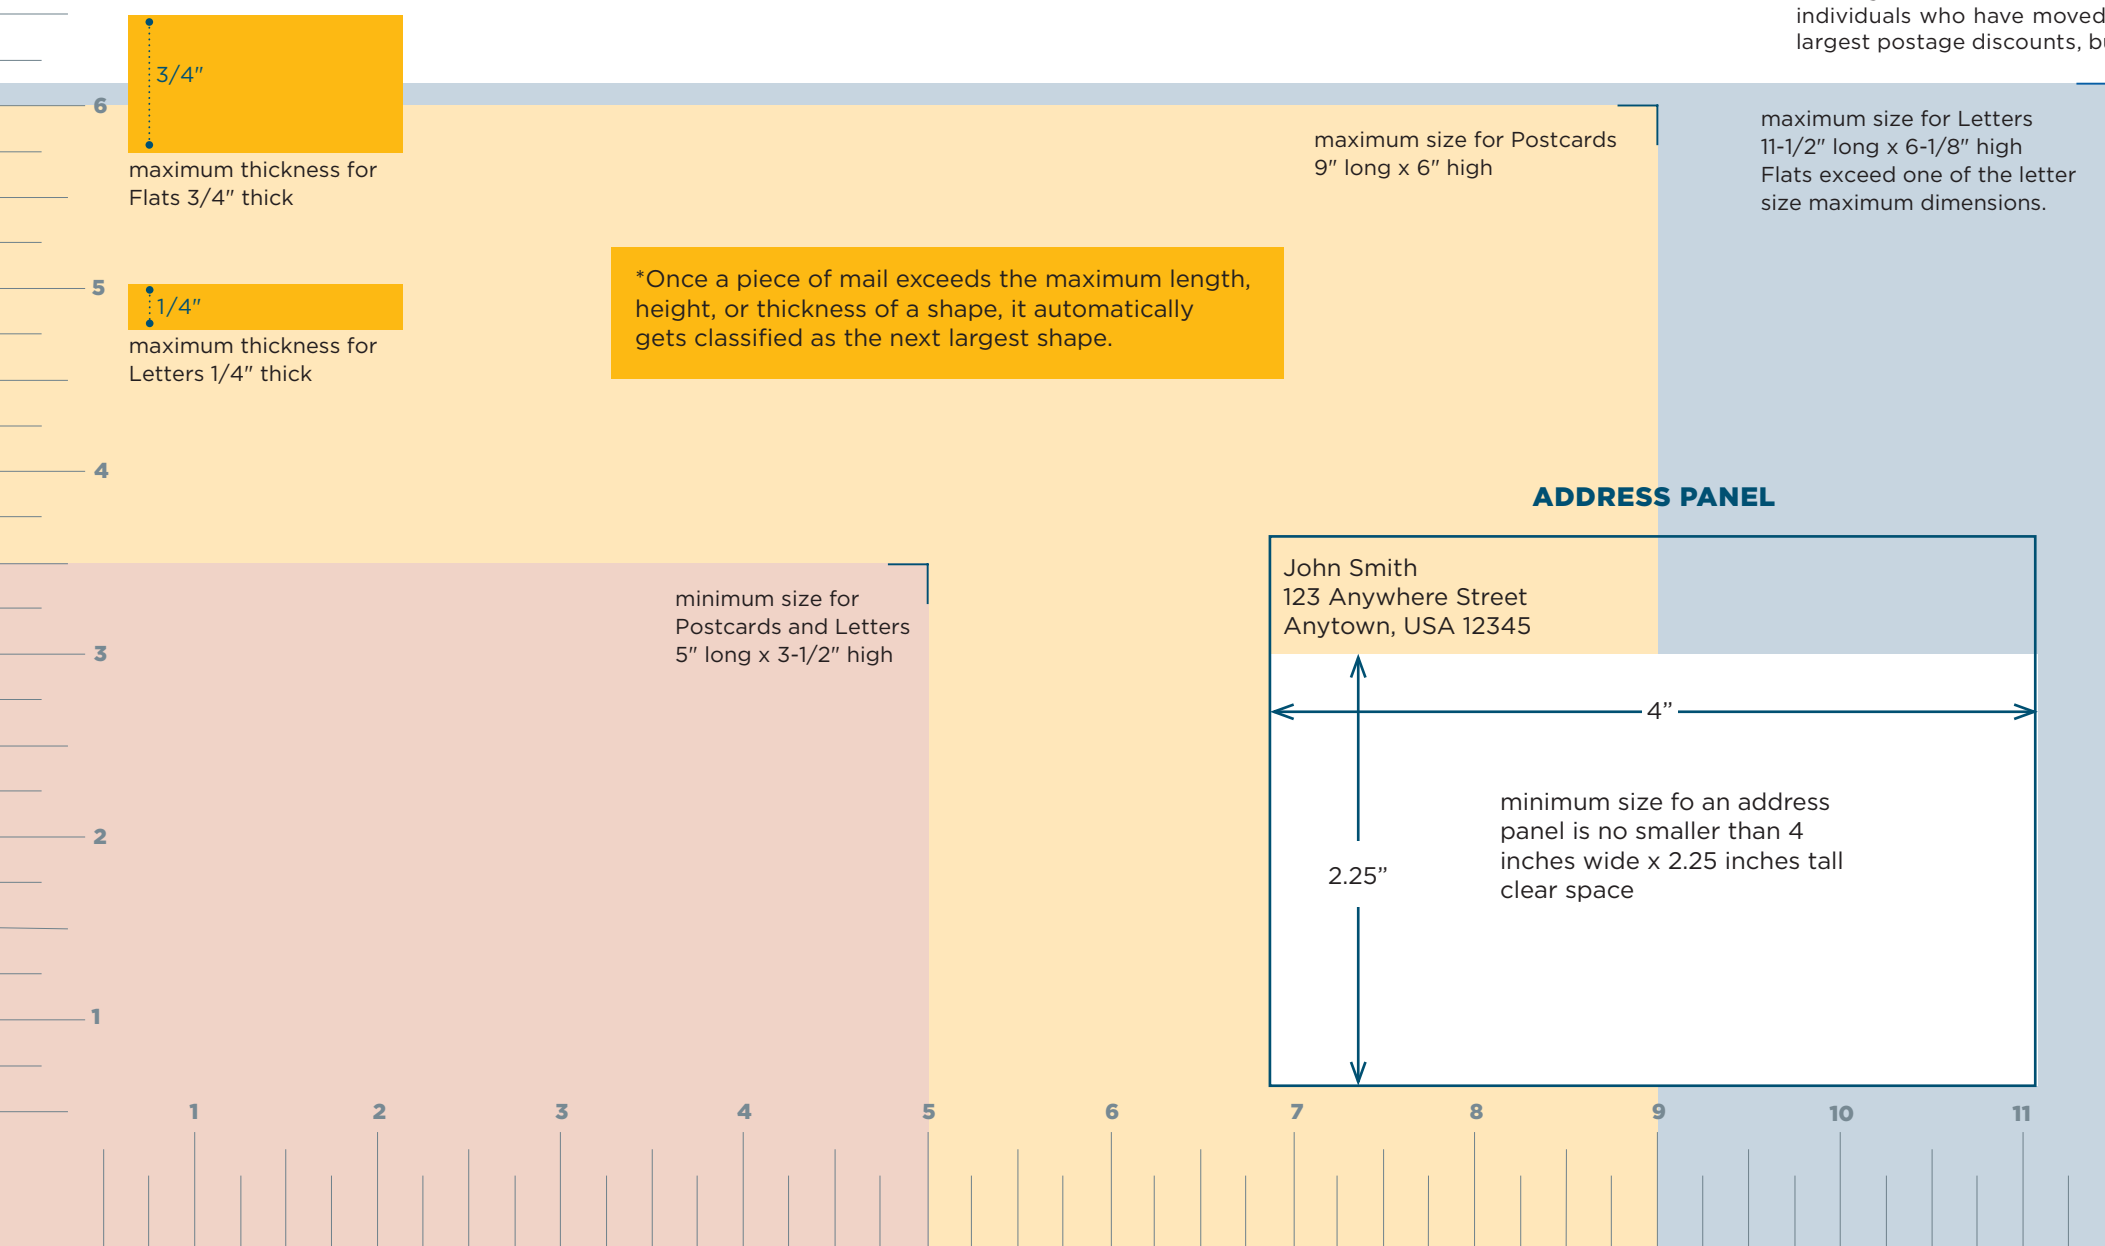 individuals who have moved
largest postage discounts,
3/4"
maximum thickness for
Flats 3/4" thick
maximum size for Postcards
9" long x 6" high
maximum size for Letters
11-1/2" long x 6-1/8" high
Flats exceed one of the letter
size maximum dimensions.
*Once a piece of mail exceeds the maximum length,
height, or thickness of a shape, it automatically
gets classified as the next largest shape.
1/4"
maximum thickness for
Letters 1/4" thick
ADDRESS PANEL
John Smith
123 Anywhere Street
Anytown, USA 12345
minimum size for
Postcards and Letters
5" long x 3-1/2" high
4”
2.25”
minimum size fo an address
panel is no smaller than 4
inches wide x 2.25 inches tall
clear space
6
5
4
3
2
1
1 2 3 4 5 6 7 8 9 10 11